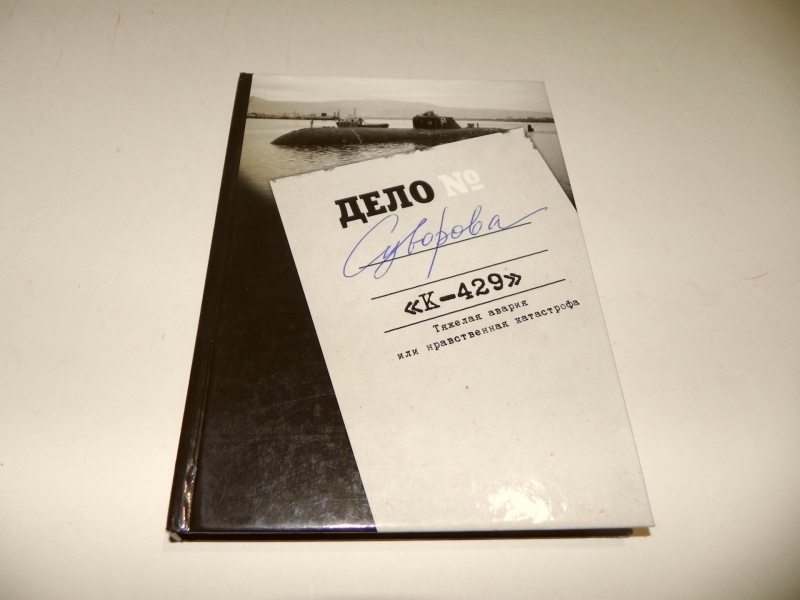 ДЕЛО №
Суворова
«К-429»
Тяжелая авария
или нравственная катастрофа